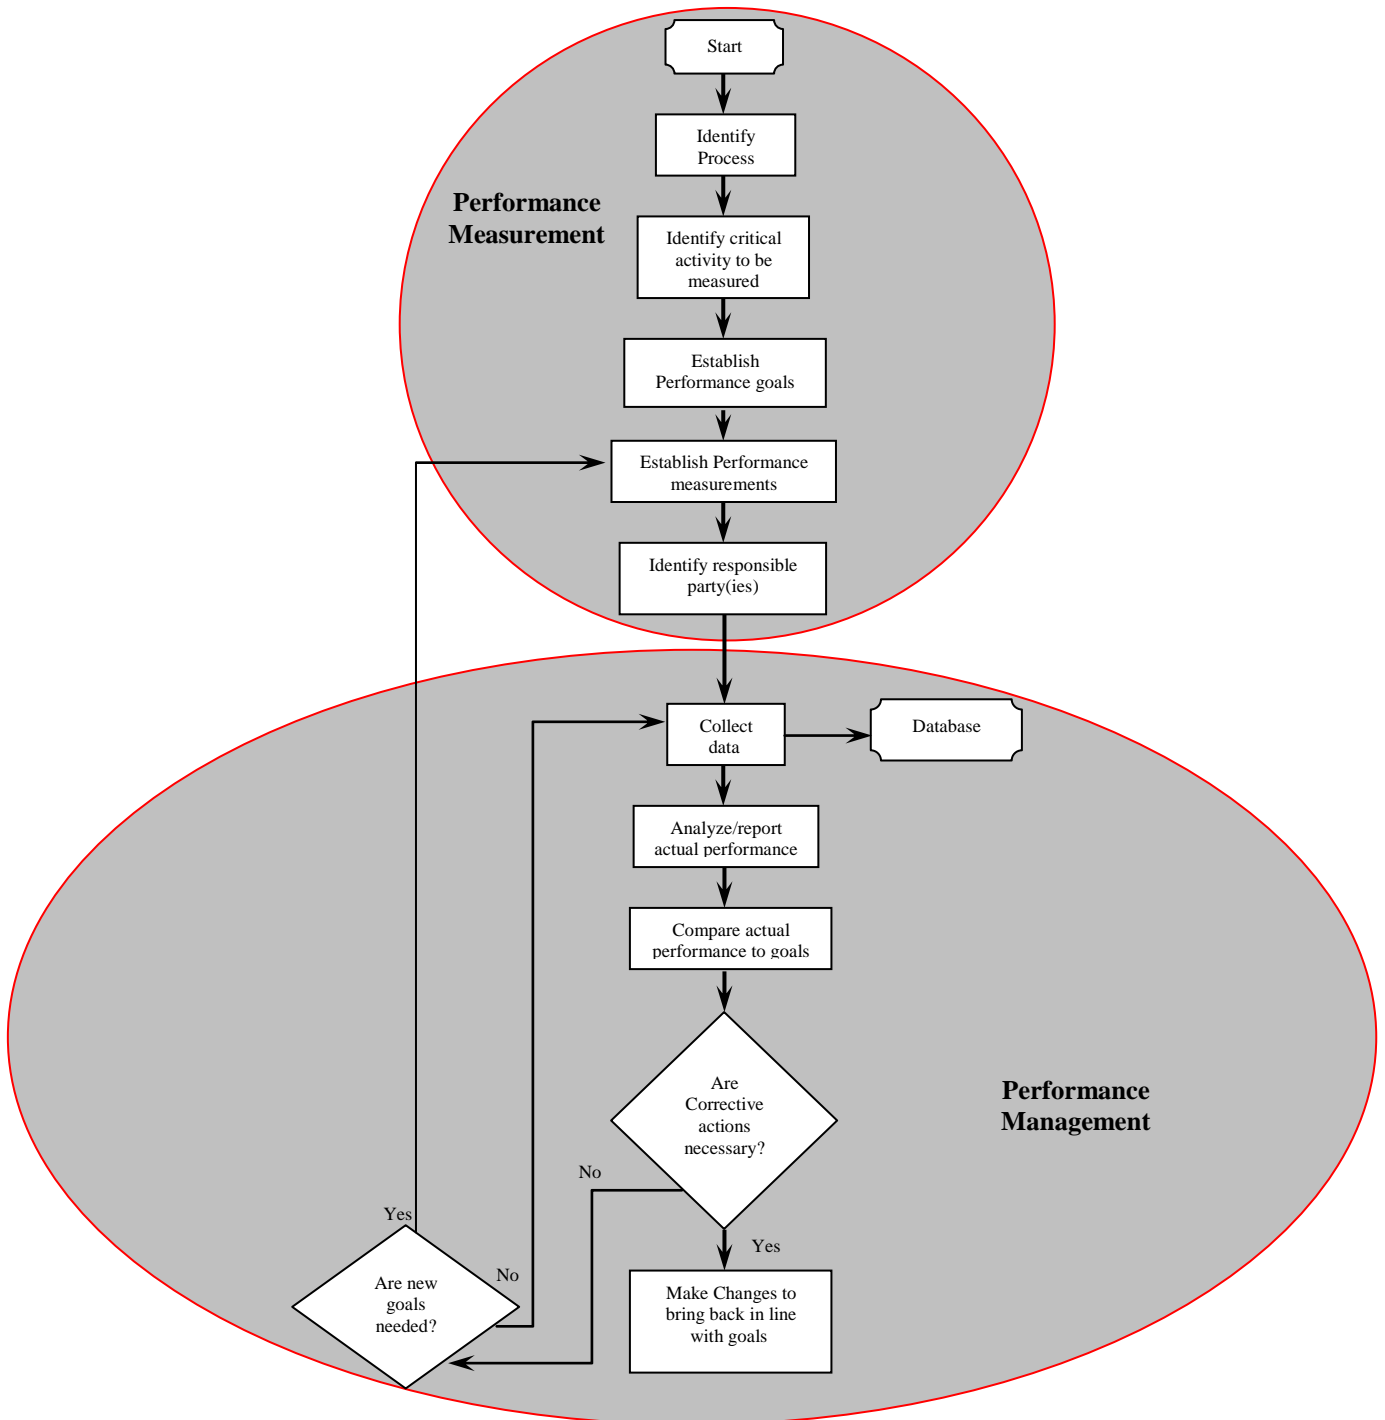 Start
Identify
Process
Performance
Measurement
Identify critical
activity to be
measured
Establish
Performance goals
Establish Performance
measurements
Identify responsible
party(ies)
Collect
data
Database
Analyze/report
actual performance
Compare actual
performance to goals
Are
Corrective
actions
necessary?
Performance
Management
No
Yes
Yes
No
Are new
goals
needed?
Make Changes to
bring back in line
with goals